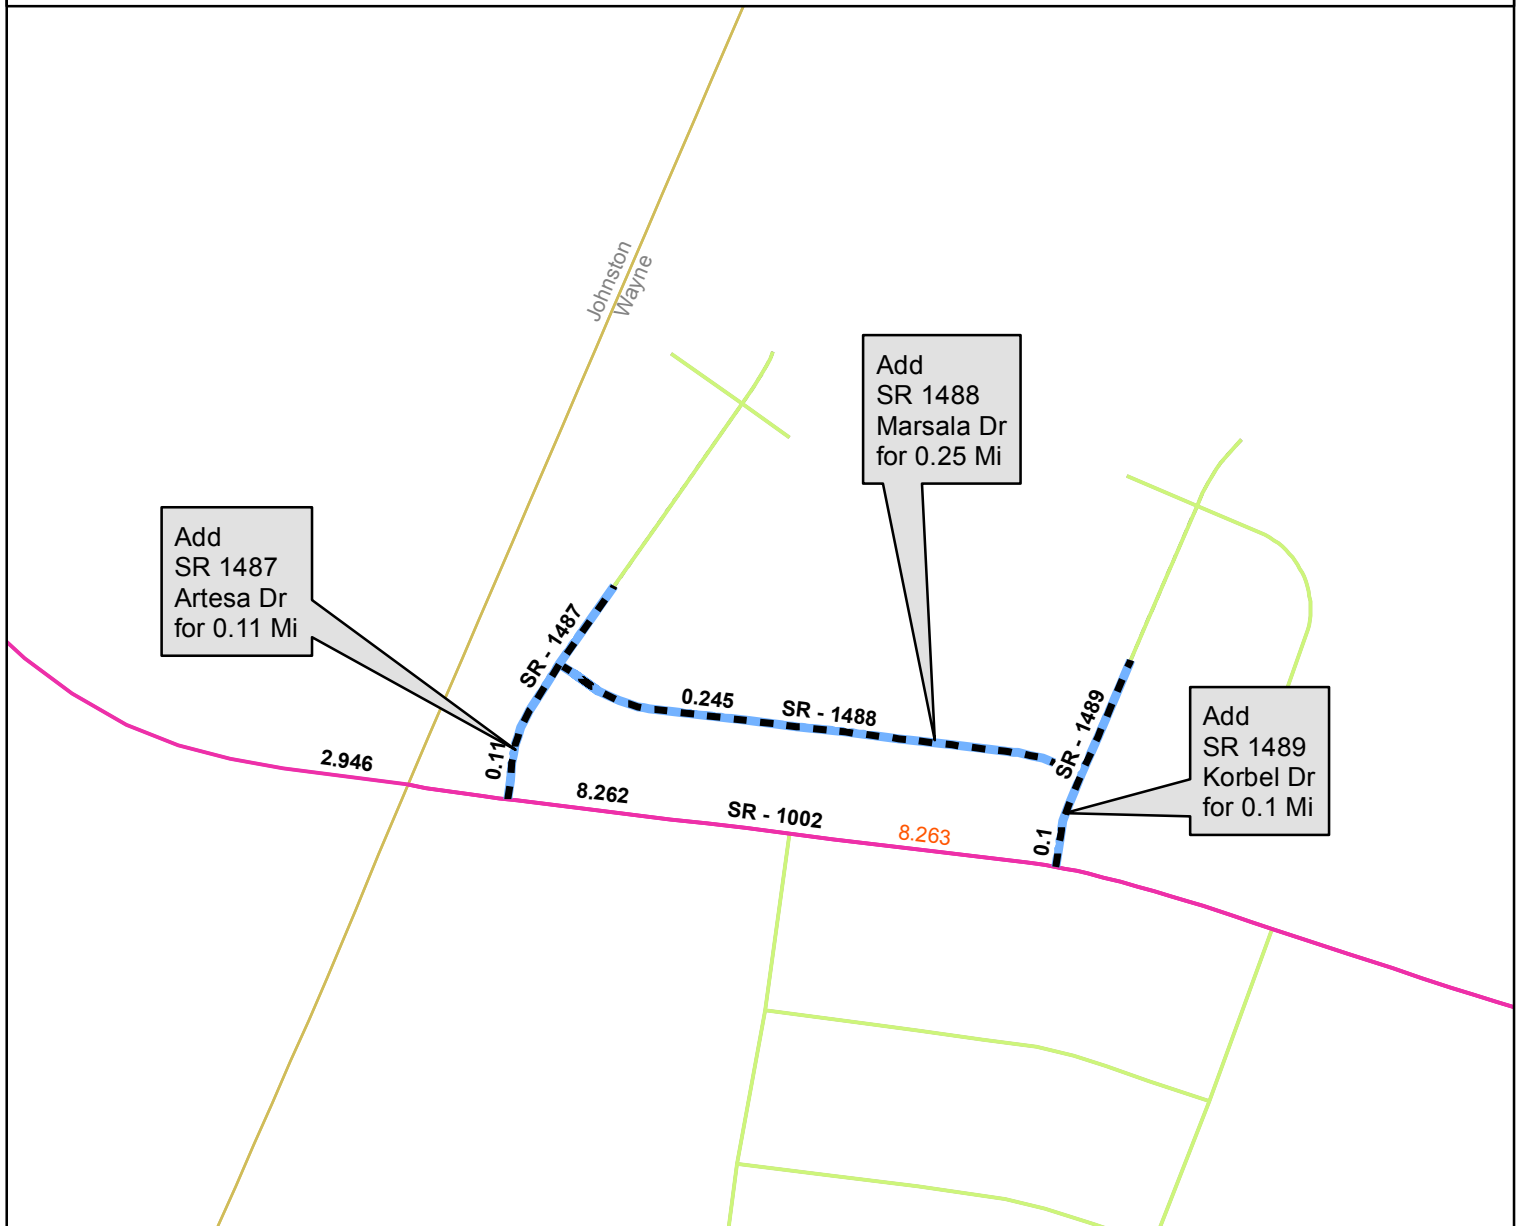 Johnston
Wayne
Add
SR 1488
Marsala Dr
for 0.25 Mi
Add
SR 1487
Artesa Dr
for 0.11 Mi
SR - 1487
0.245
SR - 1488
SR - 1489
Add
SR 1489
Korbel Dr
for 0.1 Mi
2.946
0.11
8.262
SR - 1002
8.263
0.1